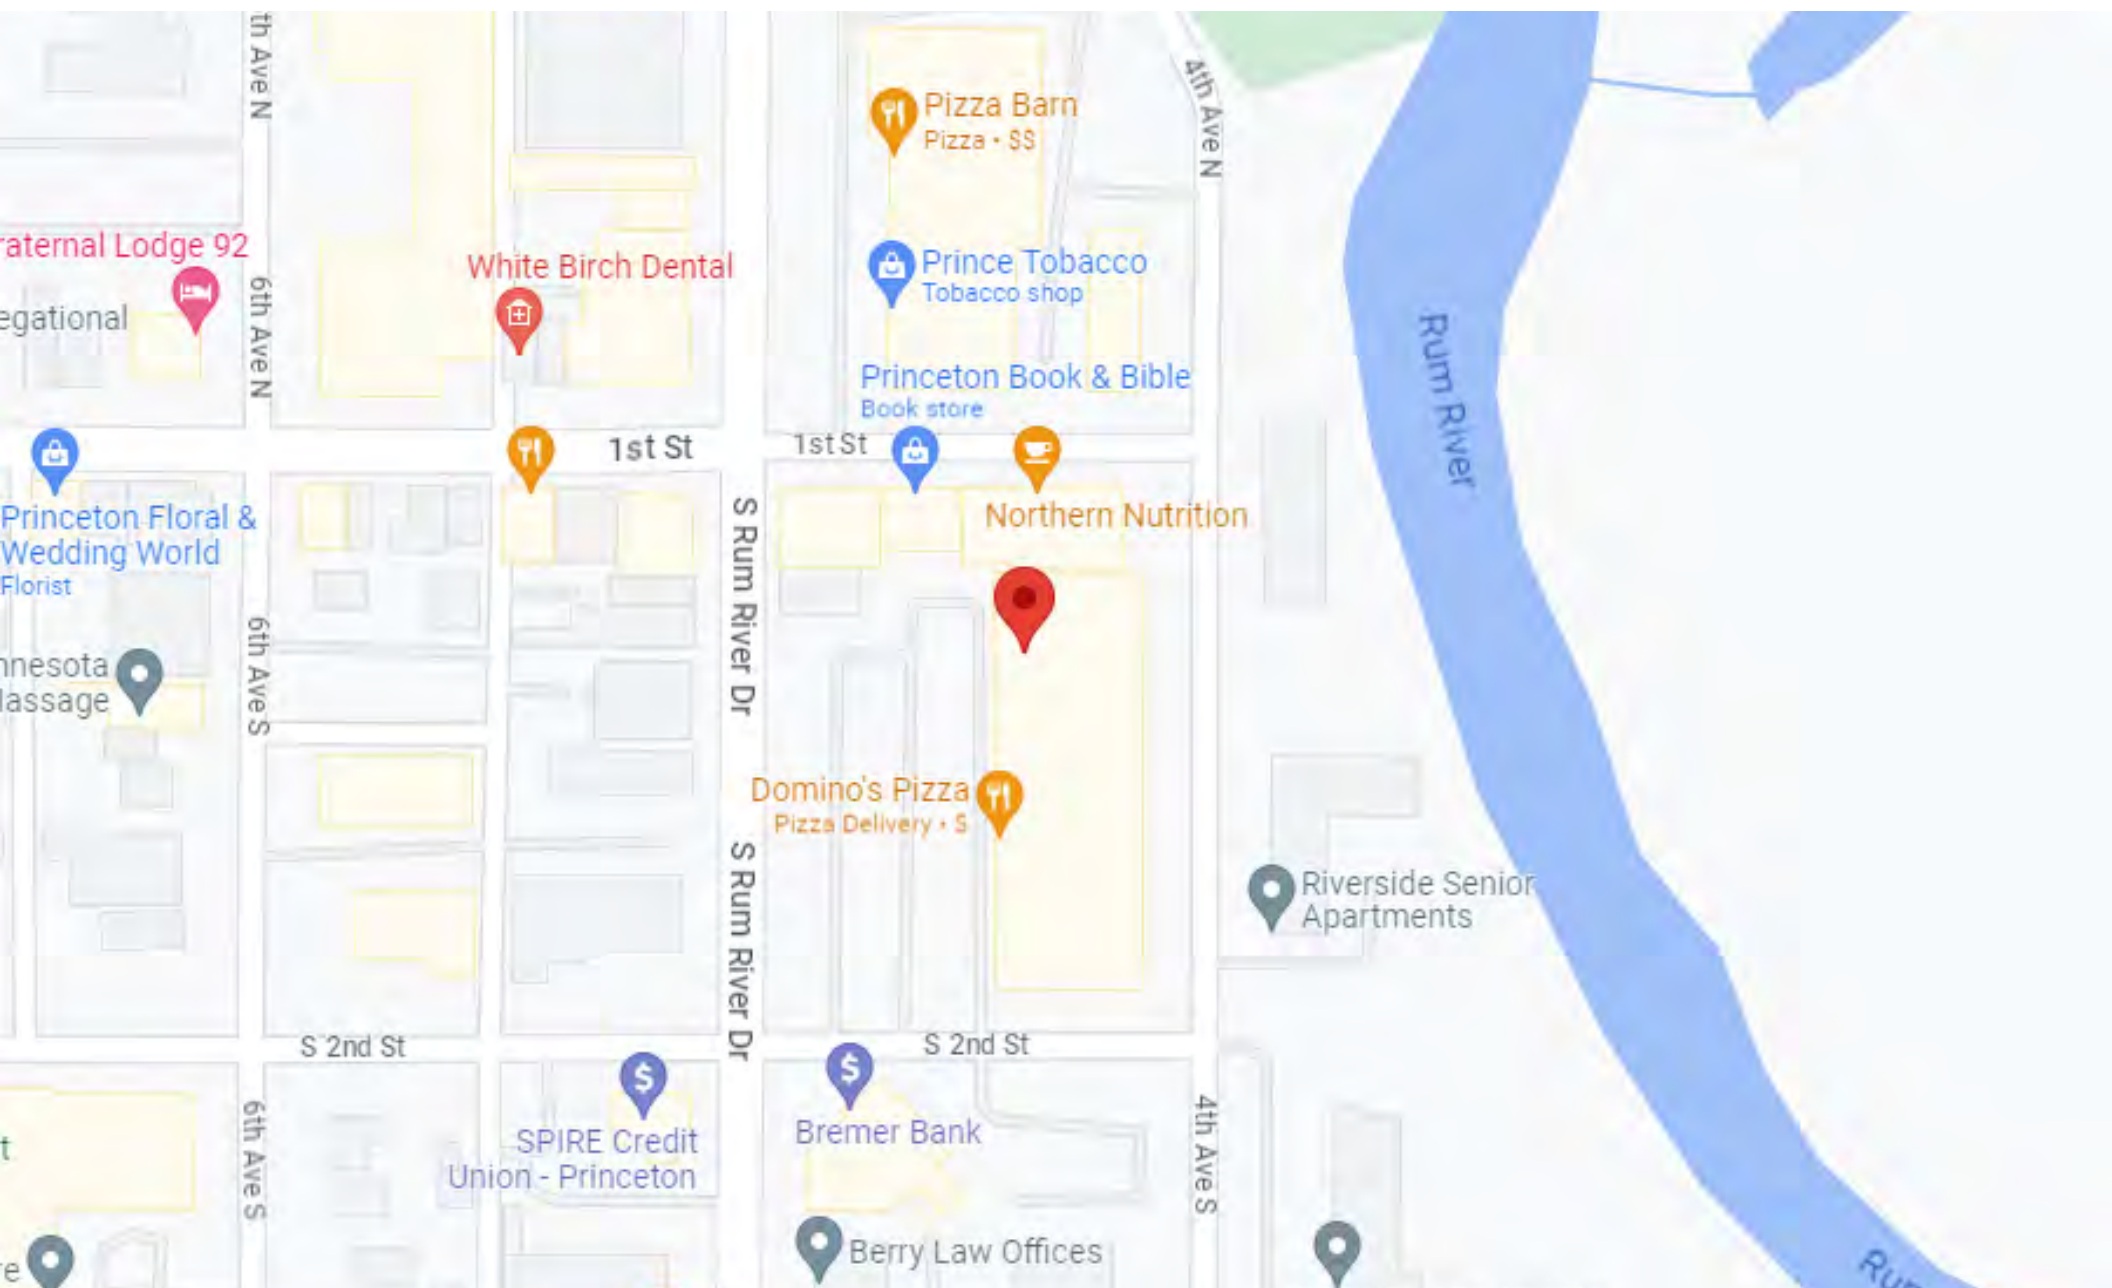 th Ave N
4th Ave N
Pizza Barn
Pizza • $$
raternal Lodge 92
egational
6th Ave N
White Birch Dental
Prince Tobacco
Tobacco shop
Rum River
Princeton Book & Bible
Book store
1st St
1st St
Princeton Floral &
Wedding World
Florist
Northern Nutrition
S Rum River Dr
nnesota
assage
6th Ave S
Domino's Pizza
Pizza Delivery • $
S Rum River Dr
Riverside Senior
Apartments
S 2nd St
S 2nd St
Bremer Bank
SPIRE Credit
Union - Princeton
6th Ave S
4th Ave S
t
Berry Law Offices
re
Rum